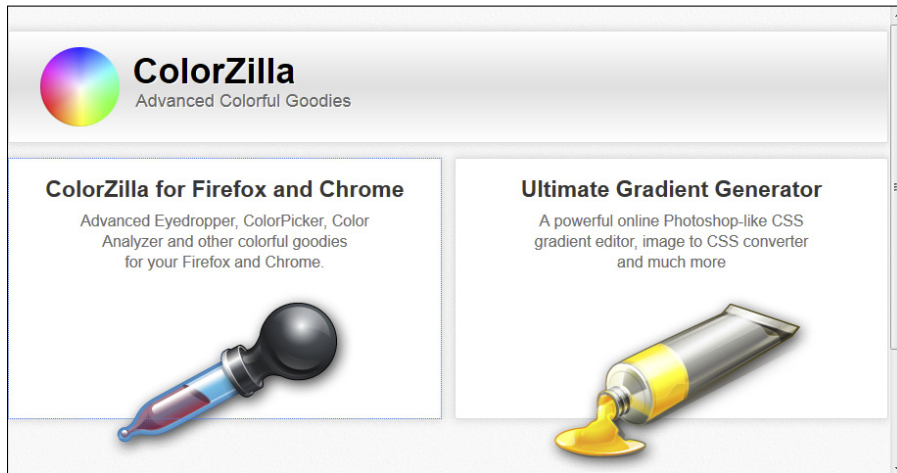 ColorZilla
Advanced Colorful Goodies
ColorZilla for Firefox and Chrome
Advanced Eyedropper, ColorPicker, Color
Analyzer and other colorful goodies
for your Firefox and Chrome.
Ultimate Gradient Generator
A powerful online Photoshop-like CSS
gradient editor, image to CSS converter
and much more